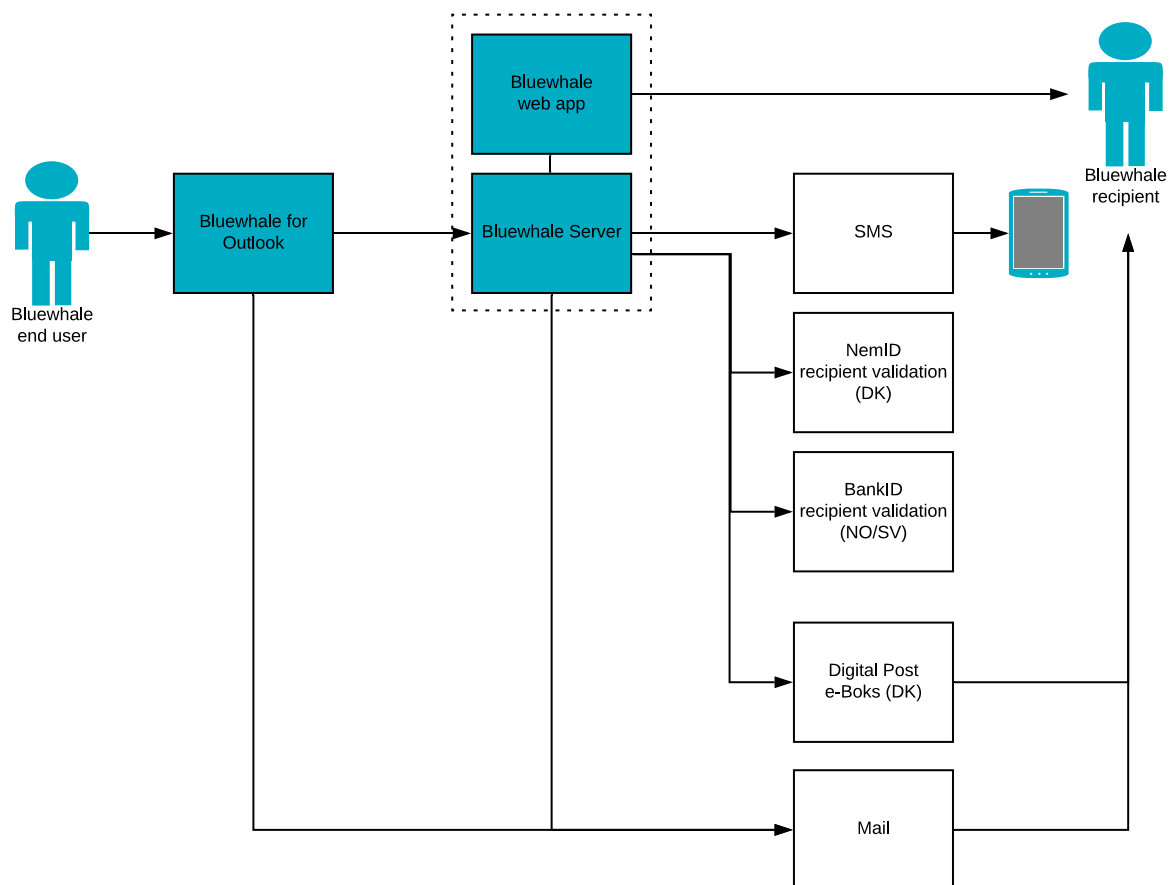 Bluewhale
web app
Bluewhale
recipient
Bluewhale for
Outlook
Bluewhale Server
SMS
Bluewhale
end user
NemID
recipient validation
(DK)
BankID
recipient validation
(NO/SV)
Digital Post
e-Boks (DK)
Mail